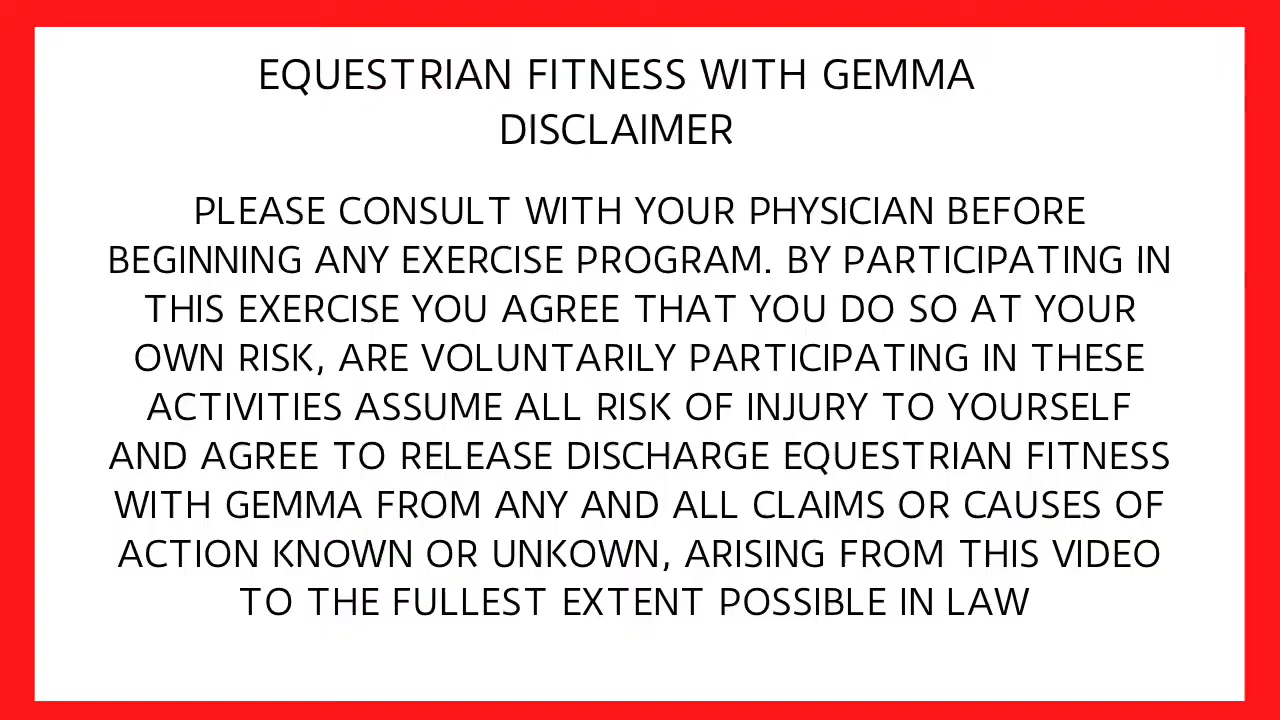 EQUESTRIAN FITNESS WITH GEMMA
DISCLAIMER
PLEASE CONSULT WITH YOUR PHYSICIAN BEFORE
BEGINNING ANY EXERCISE PROGRAM. BY PARTICIPATING IN
THIS EXERCISE YOU AGREE THAT YOU DO SO AT YOUR
OWN RISK, ARE VOLUNTARILY PARTICIPATING IN THESE
ACTIVITIES ASSUME ALL RISK OF INJURY TO YOURSELF
AND AGREE TO RELEASE DISCHARGE EQUESTRIAN FITNESS
WITH GEMMA FROM ANY AND ALL CLAIMS OR CAUSES OF
ACTION KNOWN OR UNKOWN, ARISING FROM THIS VIDEO
TO THE FULLEST EXTENT POSSIBLE IN LAW